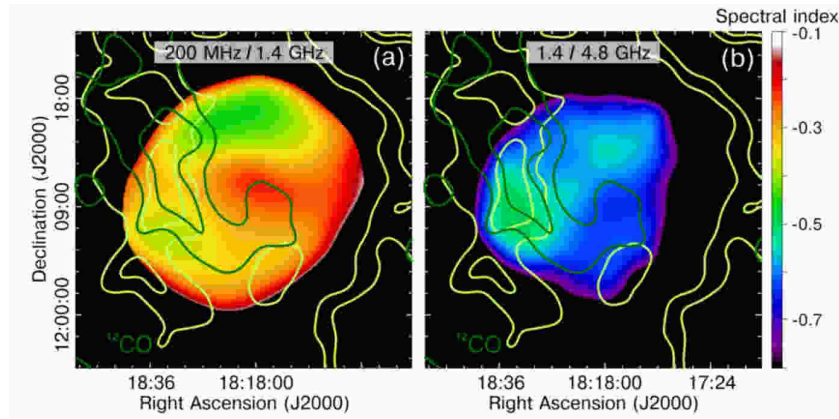 Spectral index
200 MHz / 1.4 GHz
(a)
1.4 / 4.8 GHz
(b)
-0.1
-0.3
-0.5
-0.7
Declination (J2000)
18:00
09:00
12:00:00
¹²CO
¹²CO
18:36
18:18:00
18:36
18:18:00
17:24
Right Ascension (J2000)
Right Ascension (J2000)